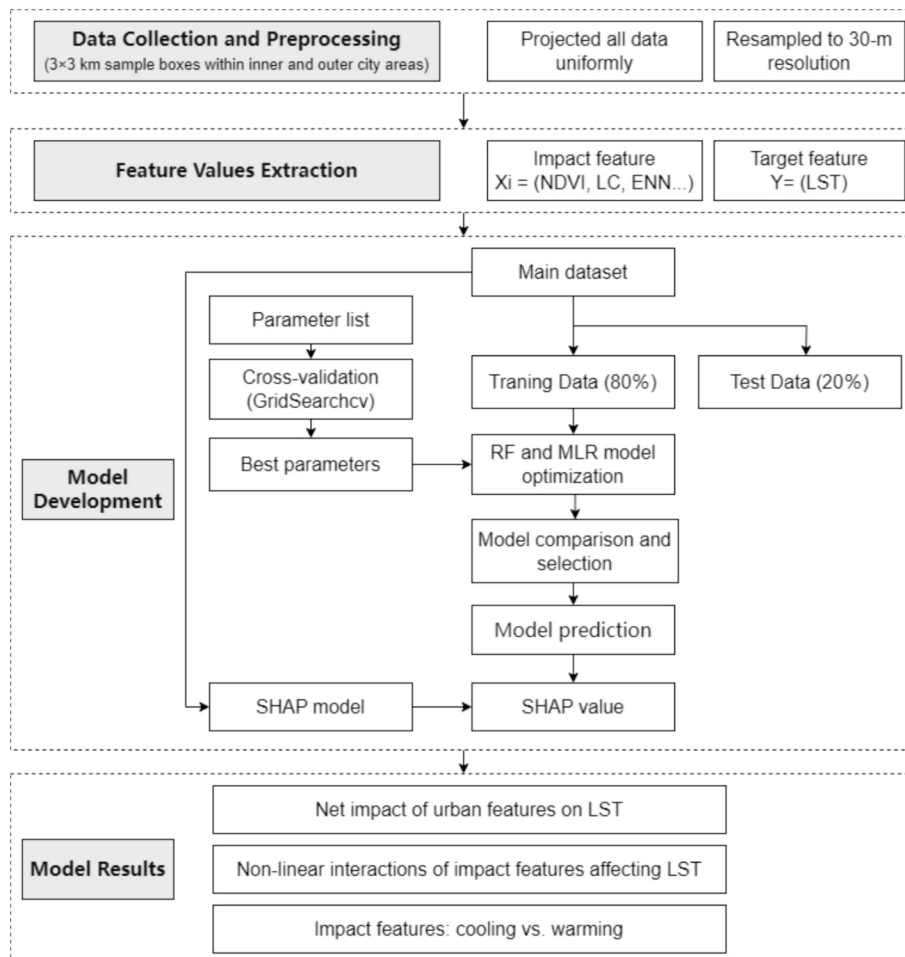 Data Collection and Preprocessing
(3×3 km sample boxes within inner and outer city areas)
Projected all data
uniformly
Resampled to 30-m
resolution
Feature Values Extraction
Impact feature
Xi = (NDVI, LC, ENN...)
Target feature
Y= (LST)
Main dataset
Parameter list
Cross-validation
(GridSearchcv)
Traning Data (80%)
Test Data (20%)
Best parameters
RF and MLR model
optimization
Model
Development
Model comparison and
selection
Model prediction
SHAP model
SHAP value
Net impact of urban features on LST
Model Results
Non-linear interactions of impact features affecting LST
Impact features: cooling vs. warming